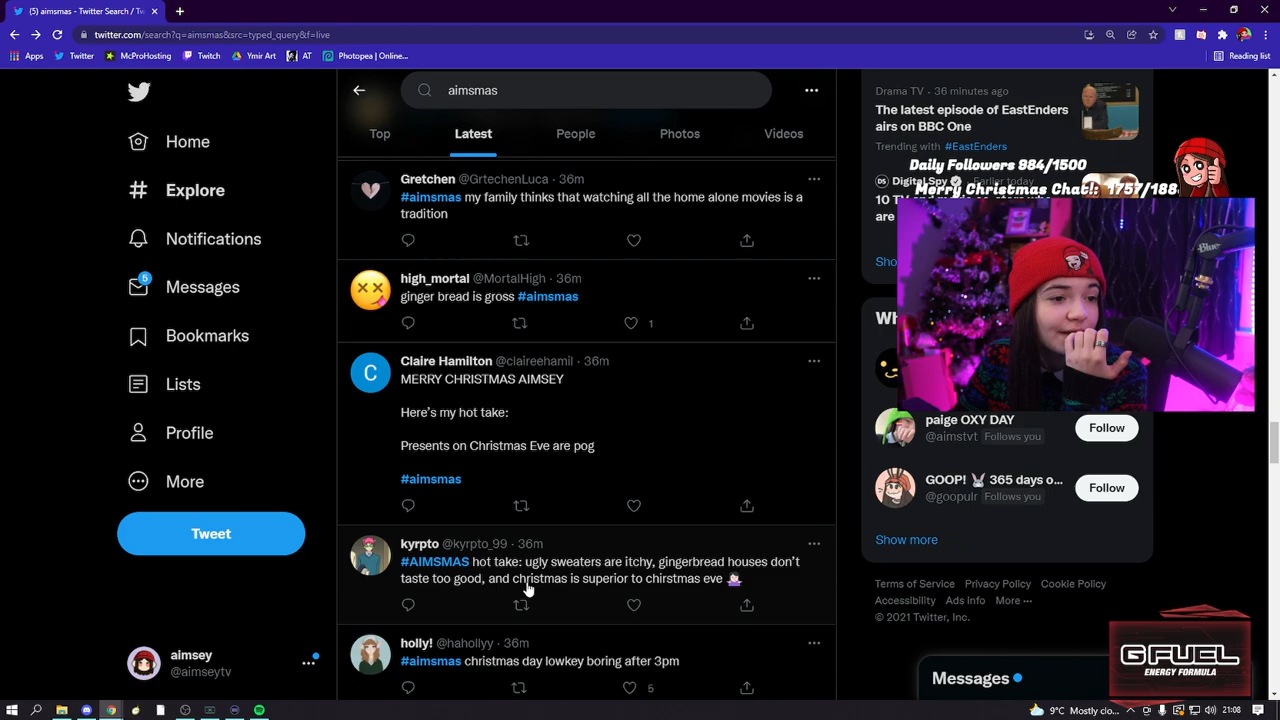 (5) aimsmas - Twitter Search / Tw
twitter.com/search?q=aimsmas&src=typed_query&f=live
Apps Twitter McProHosting Twitch Ymir Art AT Photopea | Online... Reading list
aimsmas
Top Latest People Photos Videos
Home
Explore
Notifications
5
Messages
Bookmarks
Lists
Profile
More
Tweet
aimsey
@aimseytv
Gretchen @GrtechenLuca · 36m
#aimsmas my family thinks that watching all the home alone movies is a
tradition
high_mortal @MortalHigh · 36m
ginger bread is gross #aimsmas
1
Claire Hamilton @claireehamil · 36m
MERRY CHRISTMAS AIMSEY
Here's my hot take:
Presents on Christmas Eve are pog
#aimsmas
kyrpto @kyrpto_99 · 36m
#AIMSMAS hot take: ugly sweaters are itchy, gingerbread houses don't
taste too good, and christmas is superior to chirstmas eve
holly! @hahollyy · 36m
#aimsmas christmas day lowkey boring after 3pm
5
Drama TV · 36 minutes ago
The latest episode of EastEnders
airs on BBC One
Trending with #EastEnders
Daily Followers 984/1500
DS Digital Spy · Earlier today
Merry Christmas Chat!: 1757/188
10
are
Sho
Blue
Wh
paige OXY DAY
@aimstvt Follows you
Follow
GOOP! 365 days o...
@goopulr Follows you
Follow
Show more
Terms of Service Privacy Policy Cookie Policy
Accessibility Ads Info More ···
© 2021 Twitter, Inc.
GFUEL
ENERGY FORMULA
Messages
9°C Mostly clo... 21:08